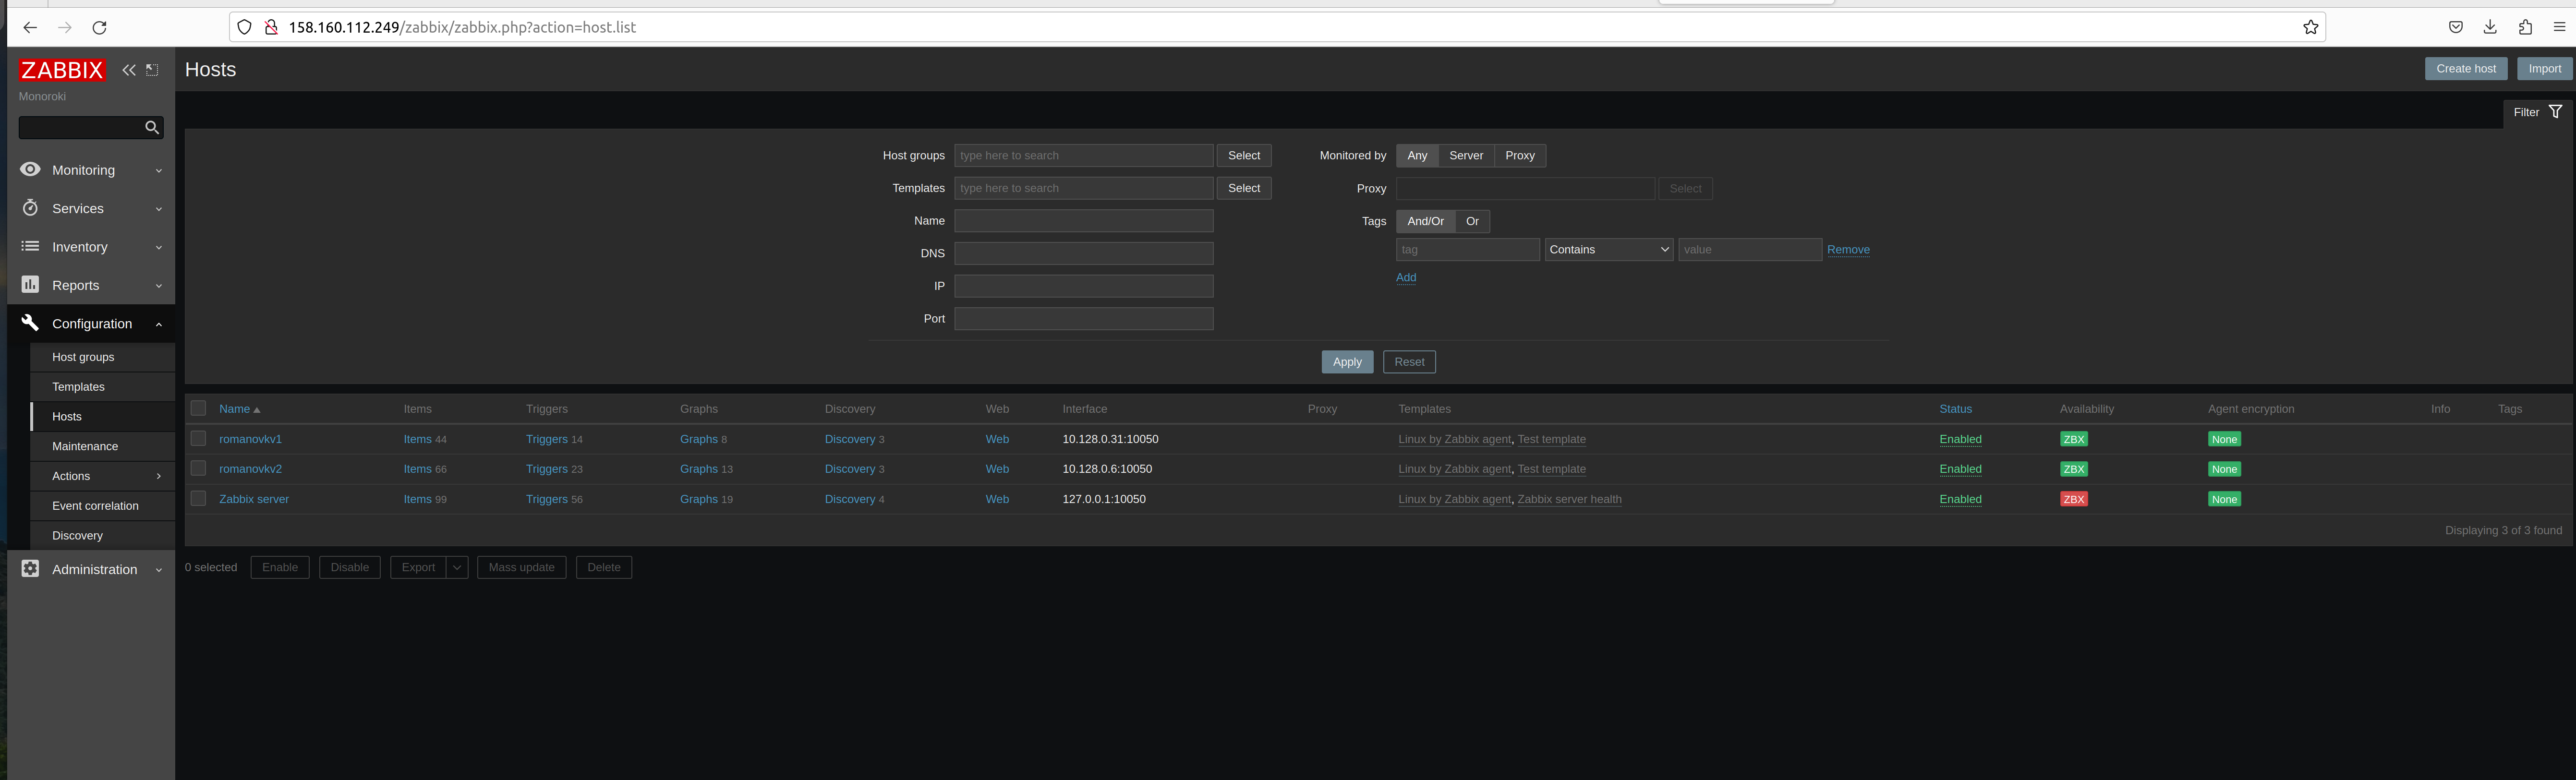 158.160.112.249/zabbix/zabbix.php?action=host.list
ZABBIX
Monoroki
Monitoring
Services
Inventory
Reports
Configuration
Host groups
Templates
Hosts
Maintenance
Actions
Event correlation
Discovery
Administration
Hosts
Create host Import
Filter
Host groups type here to search Select
Templates type here to search Select
Name
DNS
IP
Port
Monitored by Any Server Proxy
Proxy Select
Tags And/Or Or
tag Contains value Remove
Add
Apply Reset
Name Items Triggers Graphs Discovery Web Interface Proxy Templates Status Availability Agent encryption Info Tags
romanovkv1 Items 44 Triggers 14 Graphs 8 Discovery 3 Web 10.128.0.31:10050 Linux by Zabbix agent, Test template Enabled ZBX None
romanovkv2 Items 66 Triggers 23 Graphs 13 Discovery 3 Web 10.128.0.6:10050 Linux by Zabbix agent, Test template Enabled ZBX None
Zabbix server Items 99 Triggers 56 Graphs 19 Discovery 4 Web 127.0.0.1:10050 Linux by Zabbix agent, Zabbix server health Enabled ZBX None
Displaying 3 of 3 found
0 selected Enable Disable Export Mass update Delete